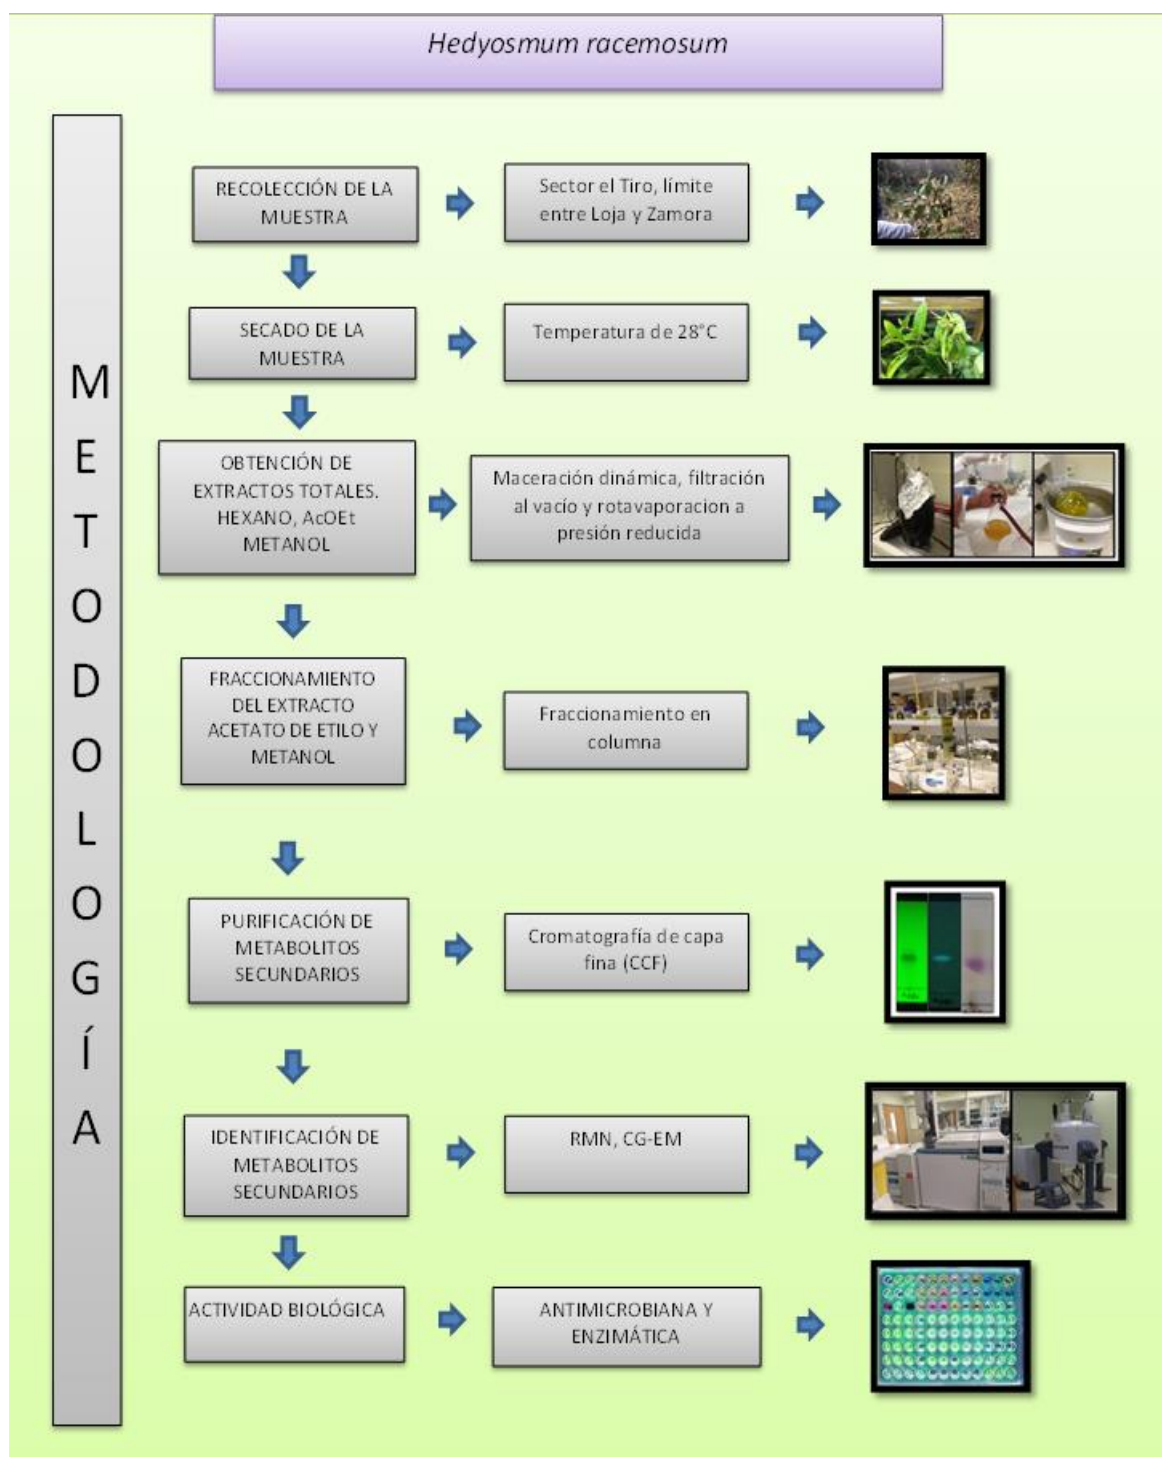 Hedyosmum racemosum
METODOLOGÍA
RECOLECCIÓN DE LA
MUESTRA
Sector el Tiro, límite
entre Loja y Zamora
SECADO DE LA
MUESTRA
Temperatura de 28°C
OBTENCIÓN DE
EXTRACTOS TOTALES.
HEXANO, AcOEt
METANOL
Maceración dinámica, filtración
al vacío y rotavaporacion a
presión reducida
FRACCIONAMIENTO
DEL EXTRACTO
ACETATO DE ETILO Y
METANOL
Fraccionamiento en
columna
PURIFICACIÓN DE
METABOLITOS
SECUNDARIOS
Cromatografía de capa
fina (CCF)
IDENTIFICACIÓN DE
METABOLITOS
SECUNDARIOS
RMN, CG-EM
ACTIVIDAD BIOLÓGICA
ANTIMICROBIANA Y
ENZIMÁTICA